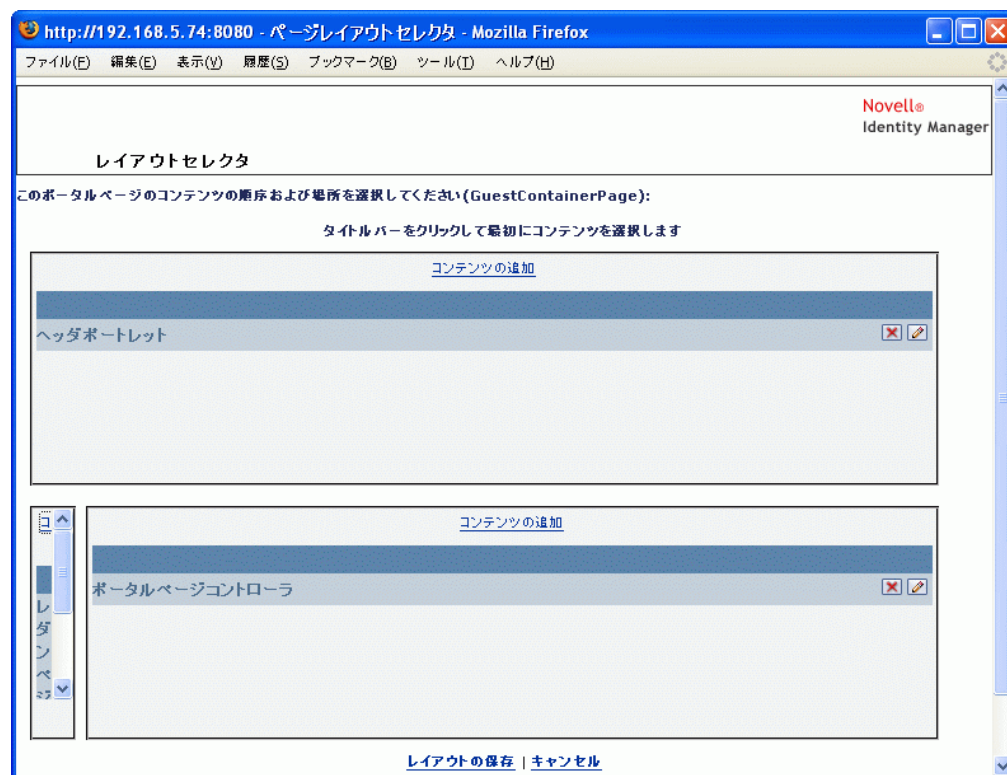 http://192.168.5.74:8080 - ページレイアウトセレクタ - Mozilla Firefox
ファイル(F) 編集(E) 表示(V) 履歴(S) ブックマーク(B) ツール(T) ヘルプ(H)
Novell®
Identity Manager
レイアウトセレクタ
このポータルページのコンテンツの順序および場所を選択してください(GuestContainerPage):
タイトルバーをクリックして最初にコンテンツを選択します
コンテンツの追加
ヘッダポートレット
コ
レ
ダ
ン
ペ
コンテンツの追加
ポータルページコントローラ
レイアウトの保存 | キャンセル